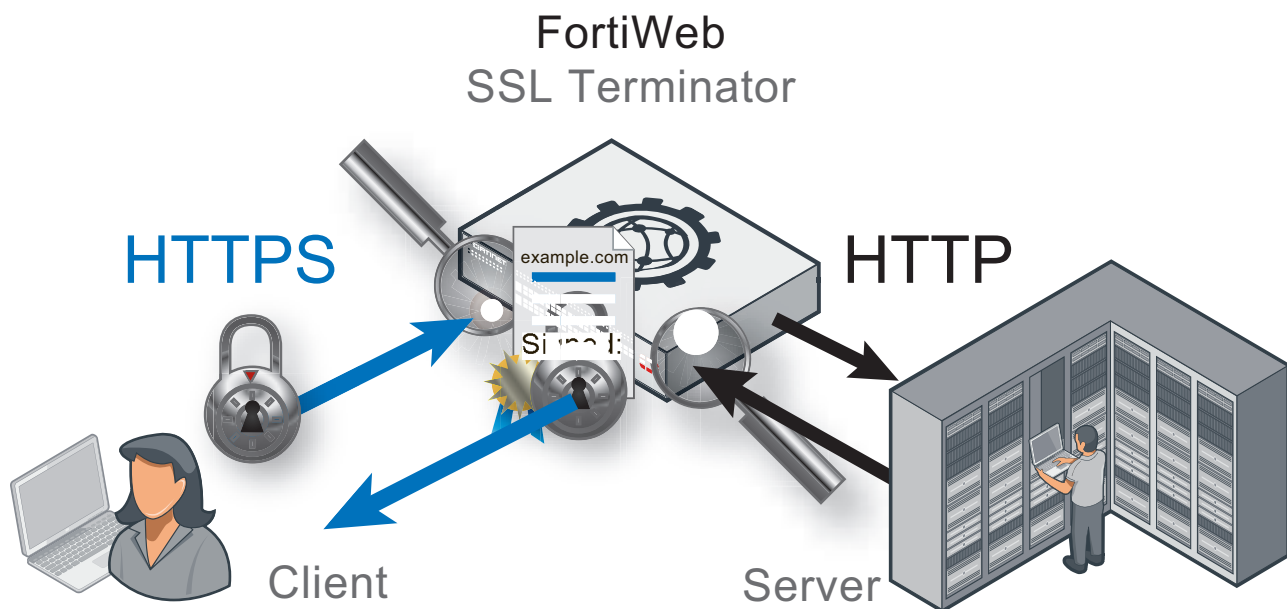 FortiWeb
SSL Terminator
HTTPS
example.com
HTTP
Client
Server